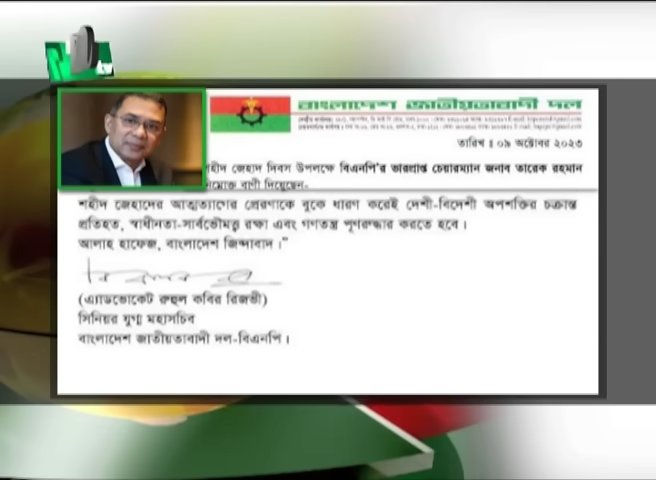 বাংলাদেশ জাতীয়তাবাদী দল
তারিখ ঃ ০৯ অক্টোবর ২০২৩
শহীদ জেহাদ দিবস উপলক্ষে বিএনপি'র ভারপ্রাপ্ত চেয়ারম্যান জনাব তারেক রহমান
বাণী দিয়েছেন-
শহীদ জেহাদের আত্মত্যাগের প্রেরণাকে বুকে ধারণ করেই দেশী-বিদেশী অপশক্তির চক্রান্ত
প্রতিহত, স্বাধীনতা-সার্বভৌমত্ব রক্ষা এবং গণতন্ত্র পূণরুদ্ধার করতে হবে।
আল্লাহ হাফেজ, বাংলাদেশ জিন্দাবাদ।”
(এ্যাডভোকেট রুহুল কবির রিজভী)
সিনিয়র যুগ্ম মহাসচিব
বাংলাদেশ জাতীয়তাবাদী দল-বিএনপি।